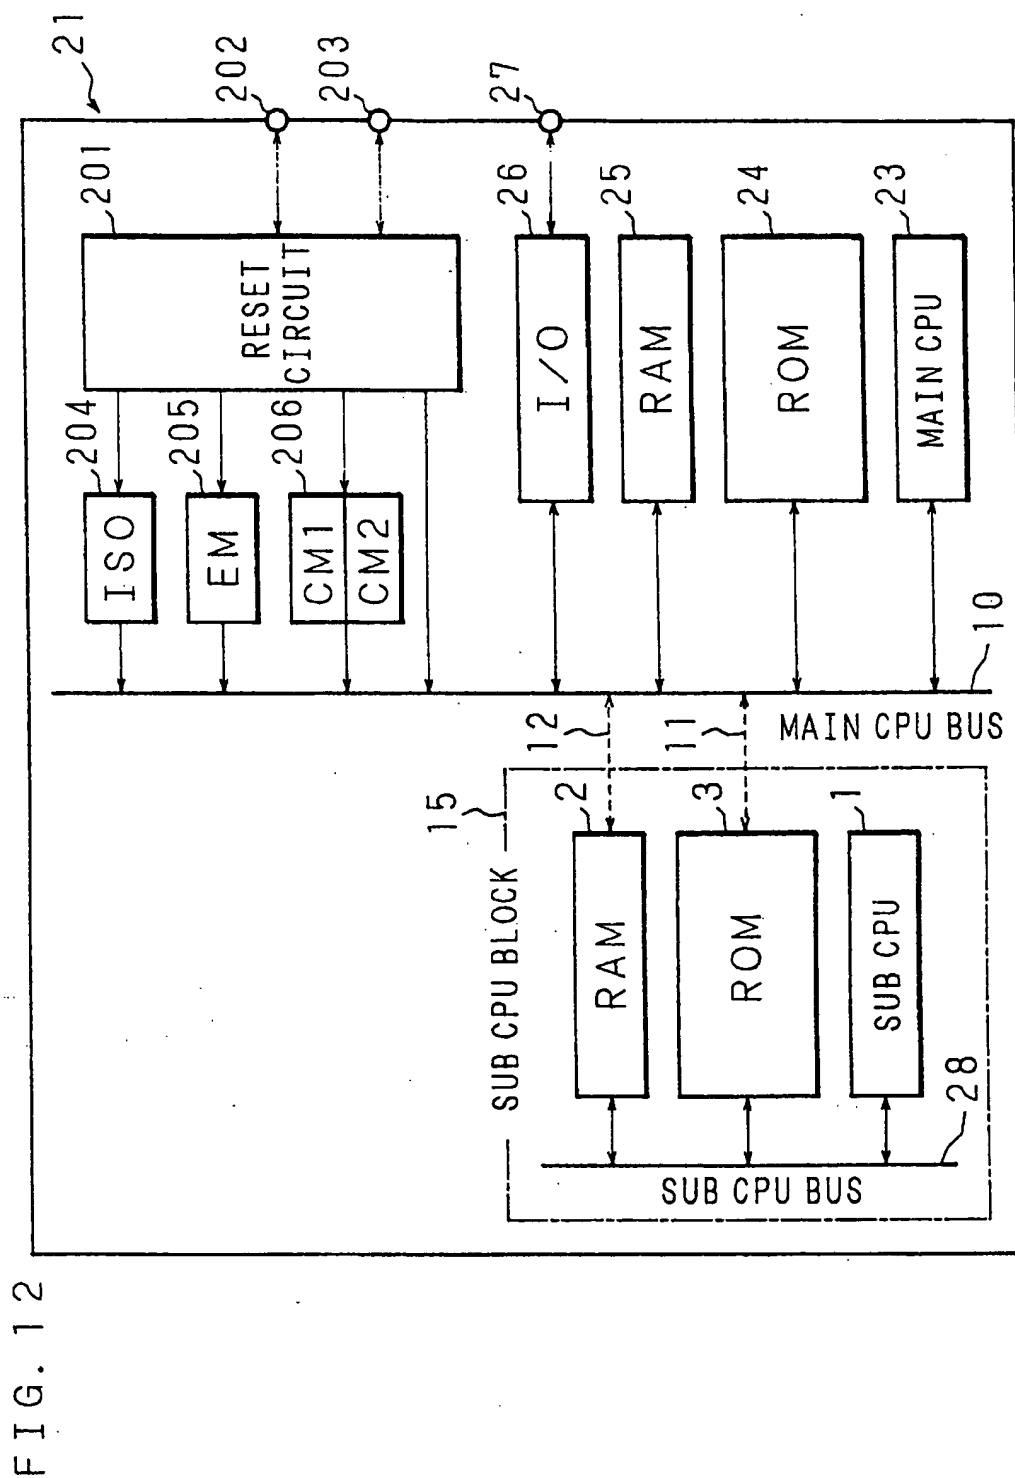 FIG. 12
21
202
203
27
201
RESET
CIRCUIT
204
ISO
205
EM
206
CM1
CM2
26
I/O
25
RAM
24
ROM
23
MAIN CPU
10
MAIN CPU BUS
12
11
15
SUB CPU BLOCK
2
RAM
3
ROM
1
SUB CPU
28
SUB CPU BUS